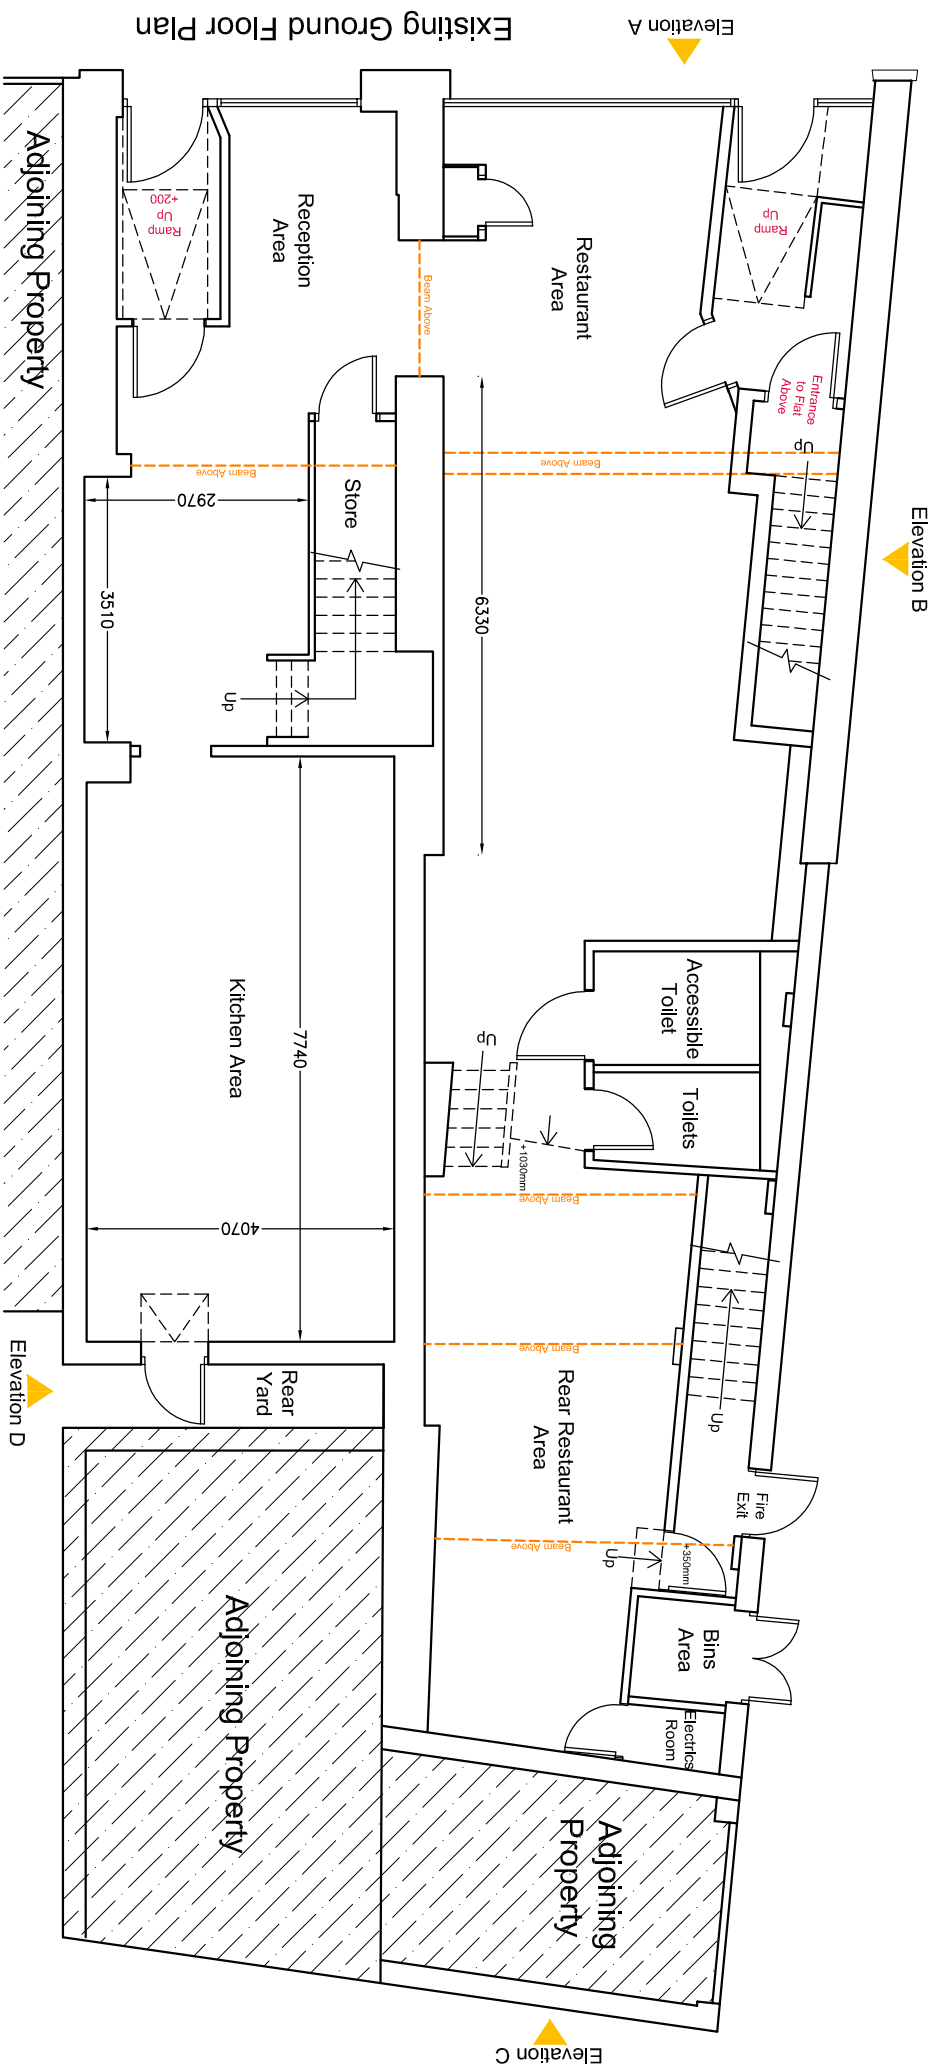 Existing Ground Floor Plan
Elevation A
Elevation B
Elevation C
Elevation D
Adjoining Property
Ramp
Up
+200
Reception
Area
Beam Above
Restaurant
Area
Ramp
Up
Entrance
to Flat
Above
Up
Beam Above
Beam Above
2970
3510
Store
Up
6330
Kitchen Area
7740
4070
Accessible
Toilet
Toilets
Up
+1030mm
Beam Above
Beam Above
Beam Above
Rear Restaurant
Area
Up
Fire
Exit
+350mm
Up
Bins
Area
Electrics
Room
Rear
Yard
Adjoining Property
Adjoining
Property